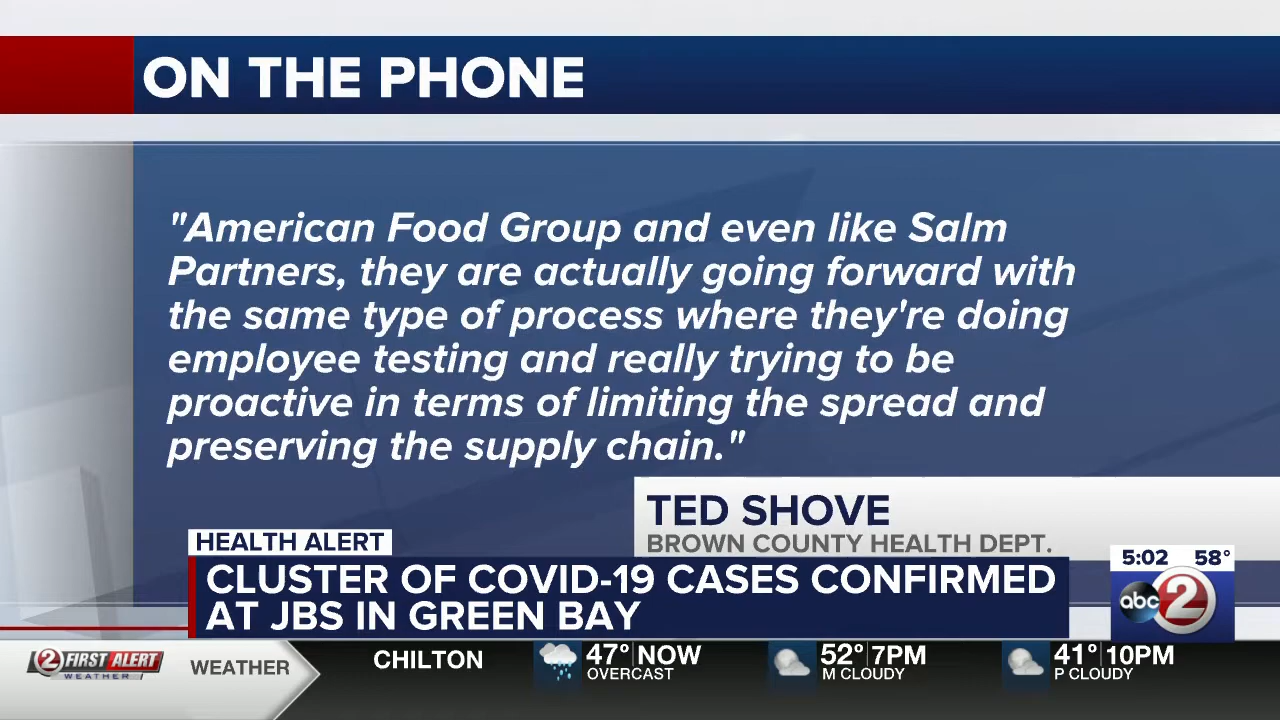 ON THE PHONE
"American Food Group and even like Salm
Partners, they are actually going forward with
the same type of process where they're doing
employee testing and really trying to be
proactive in terms of limiting the spread and
preserving the supply chain."
TED SHOVE
BROWN COUNTY HEALTH DEPT.
HEALTH ALERT
CLUSTER OF COVID-19 CASES CONFIRMED
AT JBS IN GREEN BAY
5:02 58°
abc 2
2 FIRST ALERT
WEATHER
WEATHER
CHILTON
47° NOW
OVERCAST
52° 7PM
M CLOUDY
41° 10PM
P CLOUDY